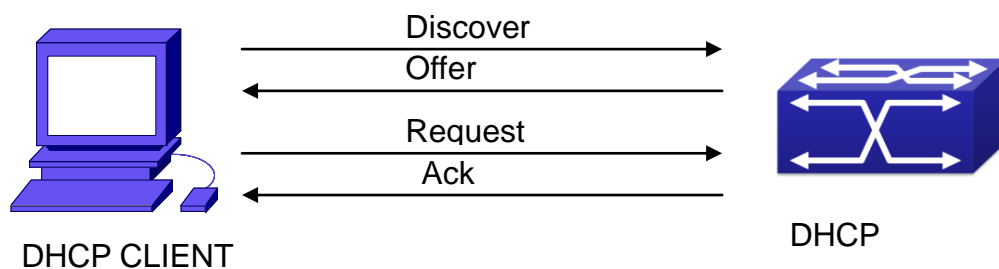 Discover
Offer
Request
Ack
DHCP CLIENT
DHCP